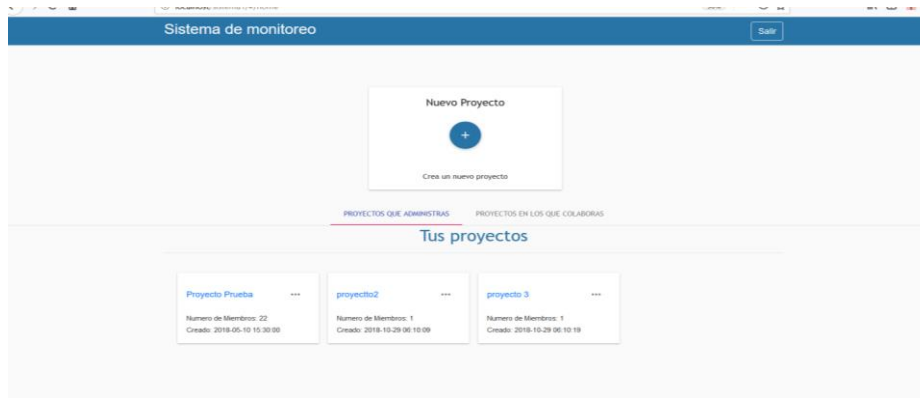 Sistema de monitoreo
Salir
Nuevo Proyecto
+
Crea un nuevo proyecto
PROYECTOS QUE ADMINISTRAS PROYECTOS EN LOS QUE COLABORAS
Tus proyectos
Proyecto Prueba ... proyectto2 ... proyecto 3 ...
Numero de Miembros: 22 Numero de Miembros: 1 Numero de Miembros: 1
Creado: 2018-05-10 15:30:00 Creado: 2018-10-29 06:10:09 Creado: 2018-10-29 06:10:19